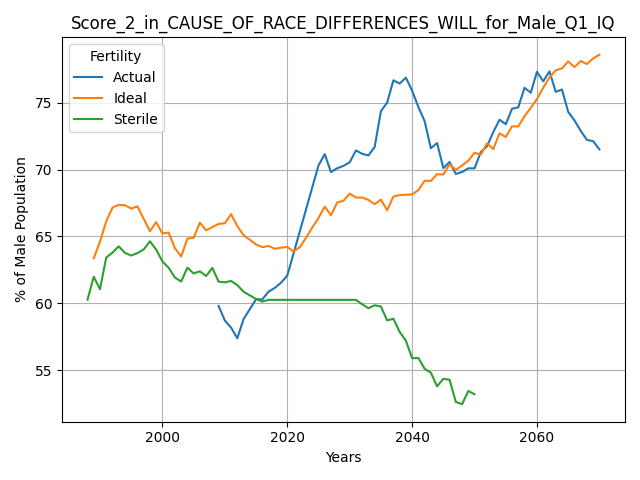 Score_2_in_CAUSE_OF_RACE_DIFFERENCES_WILL_for_Male_Q1_IQ
Fertility
Actual
Ideal
Sterile
% of Male Population
75
70
65
60
55
2000
2020
2040
2060
Years